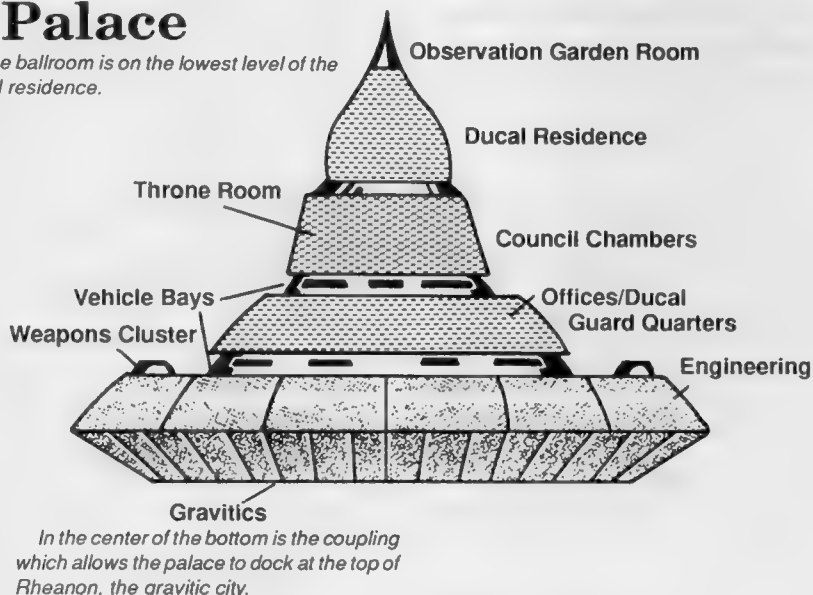 Palace
e ballroom is on the lowest level of the
l residence.
Observation Garden Room
Ducal Residence
Throne Room
Council Chambers
Vehicle Bays
Offices/Ducal
Guard Quarters
Weapons Cluster
Engineering
Gravitics
In the center of the bottom is the coupling
which allows the palace to dock at the top of
Rheanon, the gravitic city.